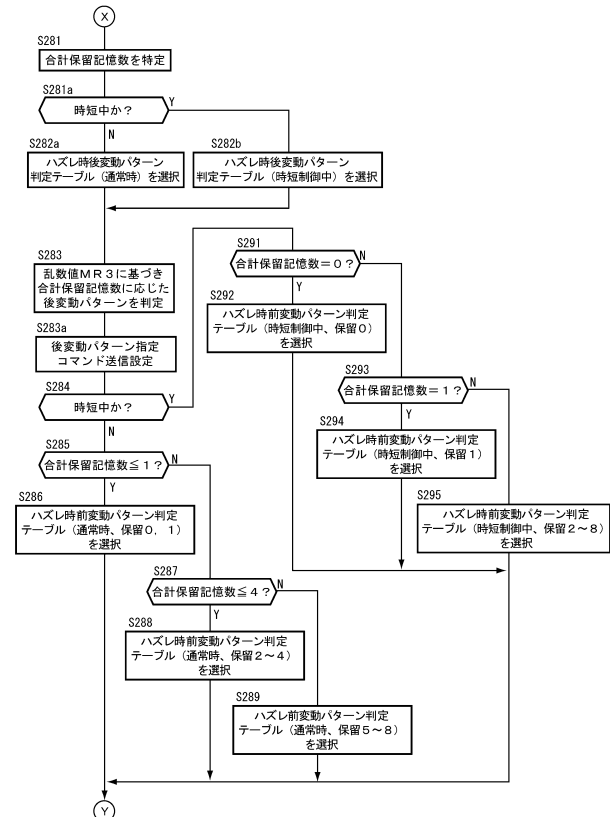 X
S281
合計保留記憶数を特定
S281a
時短中か？
Y
N
S282a
ハズレ時後変動パターン
判定テーブル（通常時）を選択
S282b
ハズレ時後変動パターン
判定テーブル（時短制御中）を選択
S283
乱数値ＭＲ３に基づき
合計保留記憶数に応じた
後変動パターンを判定
S283a
後変動パターン指定
コマンド送信設定
S284
時短中か？
Y
N
S285
合計保留記憶数≦１？
N
Y
S286
ハズレ時前変動パターン判定
テーブル（通常時、保留０，１）
を選択
S287
合計保留記憶数≦４？
N
Y
S288
ハズレ時前変動パターン判定
テーブル（通常時、保留２～４）
を選択
S289
ハズレ前変動パターン判定
テーブル（通常時、保留５～８）
を選択
S291
合計保留記憶数＝０？
N
Y
S292
ハズレ時前変動パターン判定
テーブル（時短制御中、保留０）
を選択
S293
合計保留記憶数＝１？
N
Y
S294
ハズレ時前変動パターン判定
テーブル（時短制御中、保留１）
を選択
S295
ハズレ時前変動パターン判定
テーブル（時短制御中、保留２～８）
を選択
Y